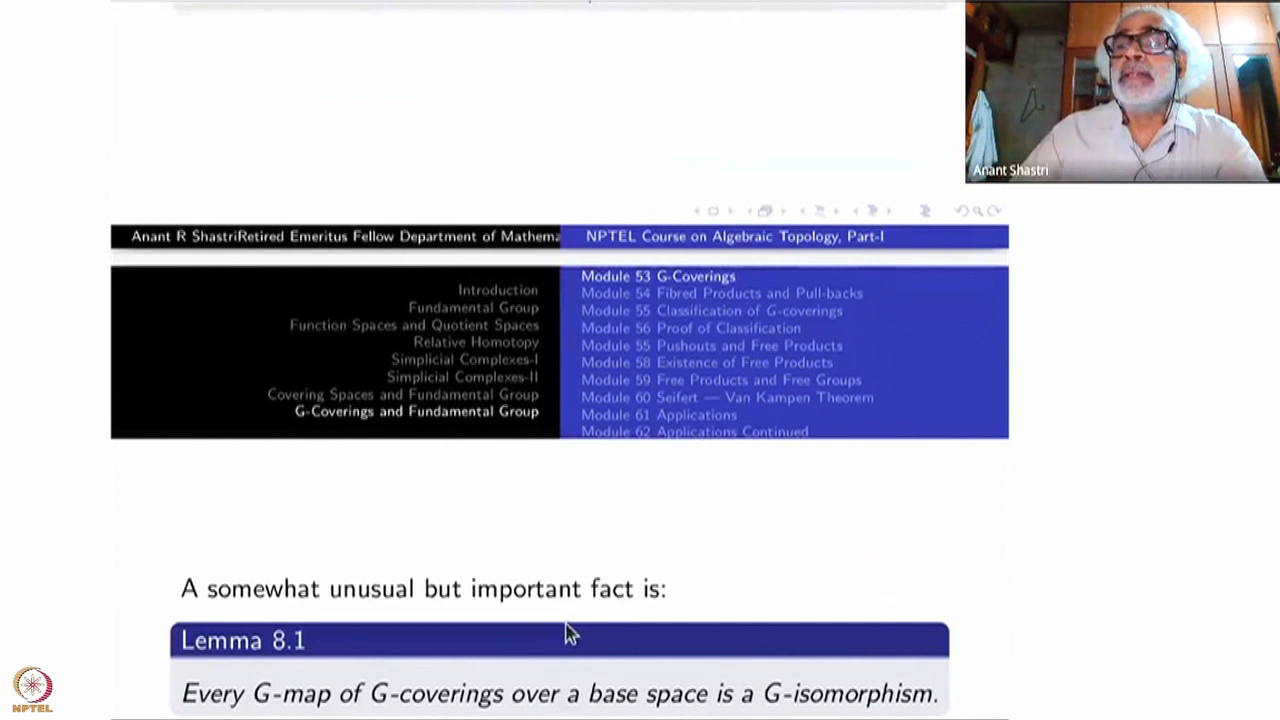 Anant Shastri
Anant R ShastriRetired Emeritus Fellow Department of Mathema
NPTEL Course on Algebraic Topology, Part-I
Introduction
Fundamental Group
Function Spaces and Quotient Spaces
Relative Homotopy
Simplicial Complexes-I
Simplicial Complexes-II
Covering Spaces and Fundamental Group
G-Coverings and Fundamental Group
Module 53 G-Coverings
Module 54 Fibred Products and Pull-backs
Module 55 Classification of G-coverings
Module 56 Proof of Classification
Module 55 Pushouts and Free Products
Module 58 Existence of Free Products
Module 59 Free Products and Free Groups
Module 60 Seifert — Van Kampen Theorem
Module 61 Applications
Module 62 Applications Continued
A somewhat unusual but important fact is:
Lemma 8.1
Every G-map of G-coverings over a base space is a G-isomorphism.
NPTEL